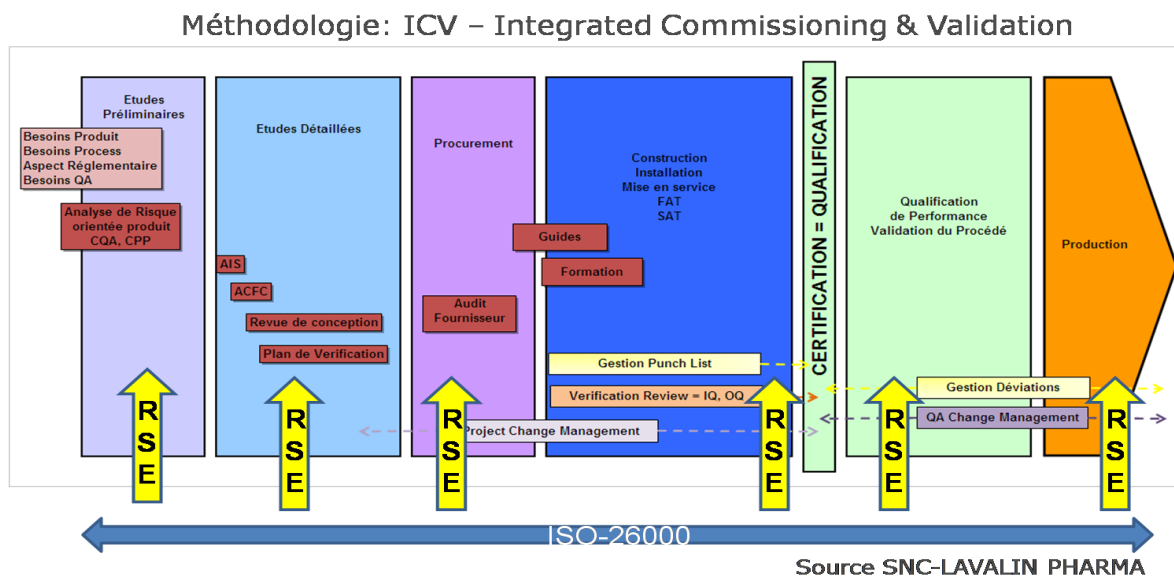 Méthodologie: ICV – Integrated Commissioning & Validation
Etudes
Préliminaires
Besoins Produit
Besoins Process
Aspect Réglementaire
Besoins QA
Analyse de Risque
orientée produit
CQA, CPP
Etudes Détaillées
AIS
ACFC
Revue de conception
Plan de Verification
Procurement
Guides
Formation
Audit
Fournisseur
Construction
Installation
Mise en service
FAT
SAT
Gestion Punch List
Verification Review = IQ, OQ
Project Change Management
CERTIFICATION = QUALIFICATION
Qualification
de Performance
Validation du Procédé
Production
Gestion Déviations
QA Change Management
RSE
RSE
RSE
RSE
RSE
RSE
ISO-26000
Source SNC-LAVALIN PHARMA